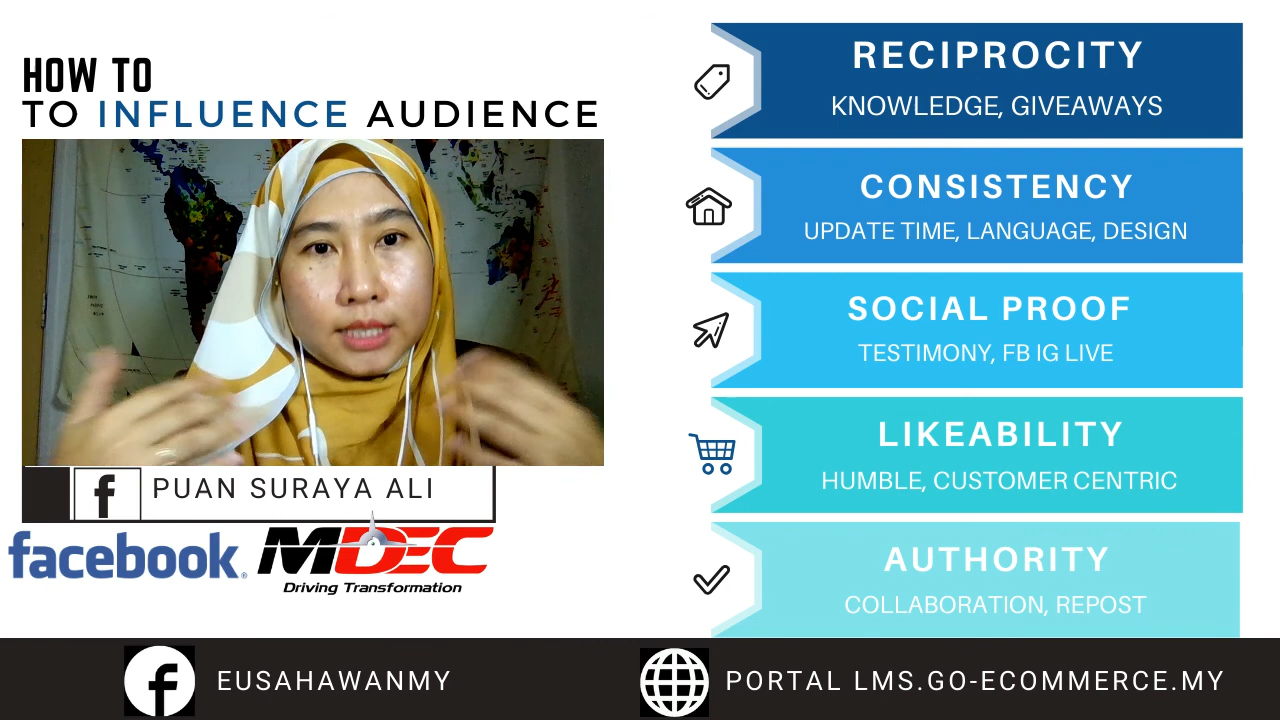 HOW TO
TO INFLUENCE AUDIENCE
PUAN SURAYA ALI
facebook®
MDEC
Driving Transformation
RECIPROCITY
KNOWLEDGE, GIVEAWAYS
CONSISTENCY
UPDATE TIME, LANGUAGE, DESIGN
SOCIAL PROOF
TESTIMONY, FB IG LIVE
LIKEABILITY
HUMBLE, CUSTOMER CENTRIC
AUTHORITY
COLLABORATION, REPOST
EUSAHAWANMY
PORTAL LMS.GO-ECOMMERCE.MY